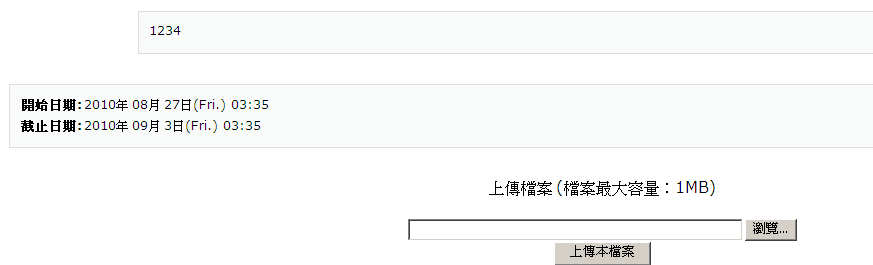 1234
開始日期:2010年 08月 27日(Fri.) 03:35
截止日期:2010年 09月 3日(Fri.) 03:35
上傳檔案 (檔案最大容量：1MB)
瀏覽...
上傳本檔案